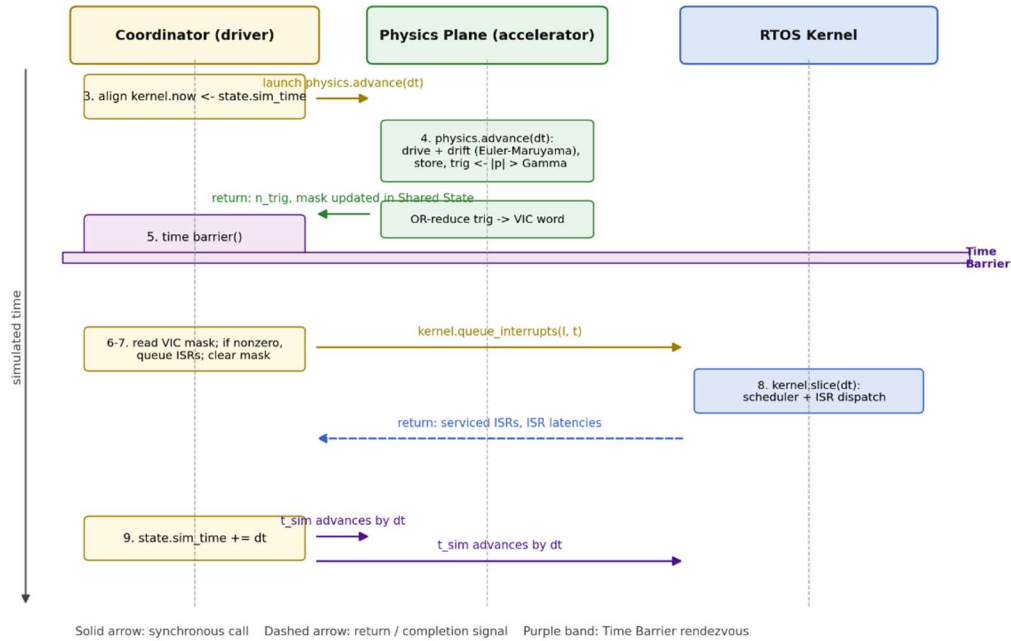 Coordinator (driver)
Physics Plane (accelerator)
RTOS Kernel
launch physics.advance(dt)
3. align kernel.now <- state.sim_time
4. physics.advance(dt):
drive + drift (Euler-Maruyama),
store, trig <- |p| > Gamma
return: n_trig, mask updated in Shared State
OR-reduce trig -> VIC word
5. time barrier()
Time
Barrier
simulated time
kernel.queue_interrupts(I, t)
6-7. read VIC mask; if nonzero,
queue ISRs; clear mask
8. kernel.slice(dt):
scheduler + ISR dispatch
return: serviced ISRs, ISR latencies
t_sim advances by dt
9. state.sim_time += dt
t_sim advances by dt
Solid arrow: synchronous call    Dashed arrow: return / completion signal    Purple band: Time Barrier rendezvous